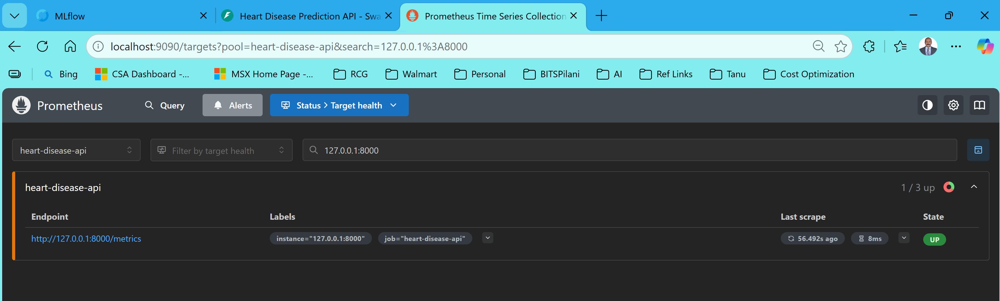 MLflow
Heart Disease Prediction API - Swa
Prometheus Time Series Collection
localhost:9090/targets?pool=heart-disease-api&search=127.0.0.1%3A8000
Bing
CSA Dashboard -...
MSX Home Page -...
RCG
Walmart
Personal
BITSPilani
AI
Ref Links
Tanu
Cost Optimization
Prometheus
Query
Alerts
Status > Target health
heart-disease-api
Filter by target health
127.0.0.1:8000
heart-disease-api
1 / 3 up
Endpoint
Labels
Last scrape
State
http://127.0.0.1:8000/metrics
instance="127.0.0.1:8000"
job="heart-disease-api"
56.492s ago
8ms
UP